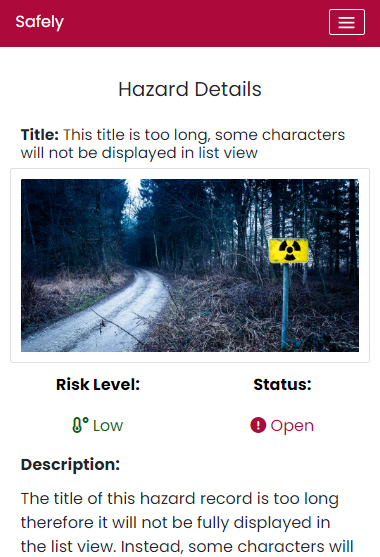 Safely
Hazard Details
Title: This title is too long, some characters
will not be displayed in list view
Risk Level: Status:
Low Open
Description:
The title of this hazard record is too long
therefore it will not be fully displayed in
the list view. Instead, some characters will